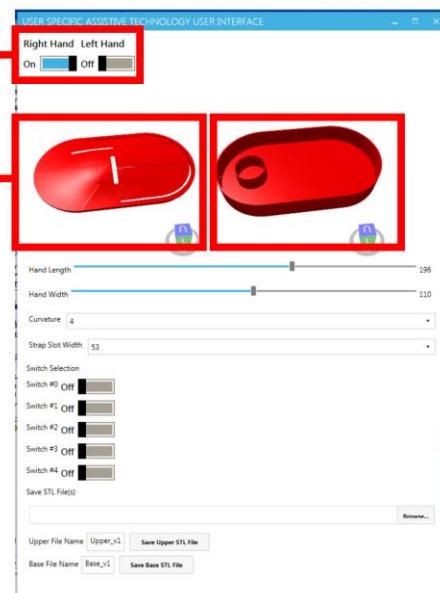 USER SPECIFIC ASSISTIVE TECHNOLOGY USER INTERFACE
Right Hand Left Hand
On Off
Hand Length 196
Hand Width 110
Curvature 4
Strap Slot Width 53
Switch Selection
Switch #0 Off
Switch #1 Off
Switch #2 Off
Switch #3 Off
Switch #4 Off
Save STL File(s)
Browse...
Upper File Name Upper_v1 Save Upper STL File
Base File Name Base_v1 Save Base STL File